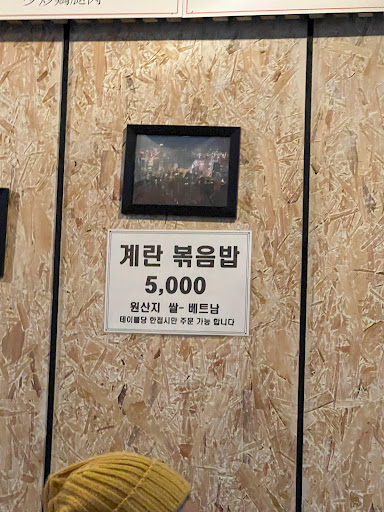 계란 볶음밥
5,000
원산지 쌀- 베트남
테이블당 한접시만 주문 가능 합니다